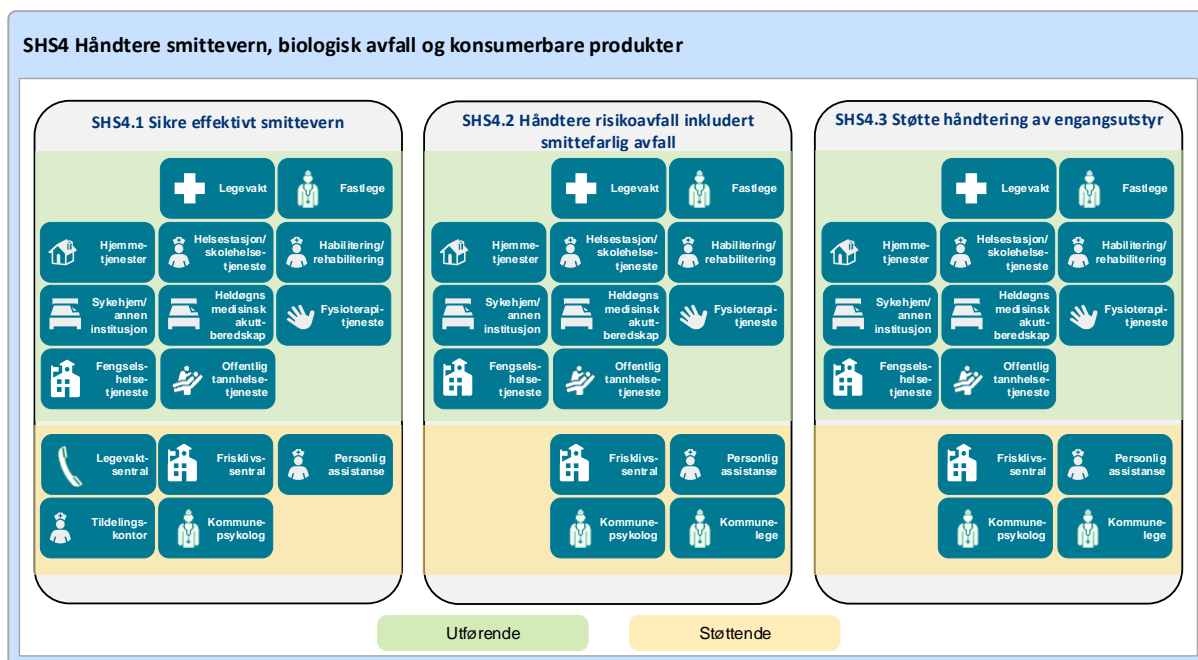 SHS4 Håndtere smittevern, biologisk avfall og konsumerbare produkter
SHS4.1 Sikre effektivt smittevern
Legevakt
Fastlege
Hjemme-
tjenester
Helsestasjon/
skolehelse-
tjeneste
Habilitering/
rehabilitering
Sykehjem/
annen
institusjon
Heldøgns
medisinsk
akutt-
beredskap
Fysioterapi-
tjeneste
Fengsels-
helse-
tjeneste
Offentlig
tannhelse-
tjeneste
Legevakt-
sentral
Frisklivs-
sentral
Personlig
assistanse
Tildelings-
kontor
Kommune-
psykolog
SHS4.2 Håndtere risikoavfall inkludert
smittefarlig avfall
Legevakt
Fastlege
Hjemme-
tjenester
Helsestasjon/
skolehelse-
tjeneste
Habilitering/
rehabilitering
Sykehjem/
annen
institusjon
Heldøgns
medisinsk
akutt-
beredskap
Fysioterapi-
tjeneste
Fengsels-
helse-
tjeneste
Offentlig
tannhelse-
tjeneste
Frisklivs-
sentral
Personlig
assistanse
Kommune-
psykolog
Kommune-
lege
SHS4.3 Støtte håndtering av engangsutstyr
Legevakt
Fastlege
Hjemme-
tjenester
Helsestasjon/
skolehelse-
tjeneste
Habilitering/
rehabilitering
Sykehjem/
annen
institusjon
Heldøgns
medisinsk
akutt-
beredskap
Fysioterapi-
tjeneste
Fengsels-
helse-
tjeneste
Offentlig
tannhelse-
tjeneste
Frisklivs-
sentral
Personlig
assistanse
Kommune-
psykolog
Kommune-
lege
Utførende
Støttende